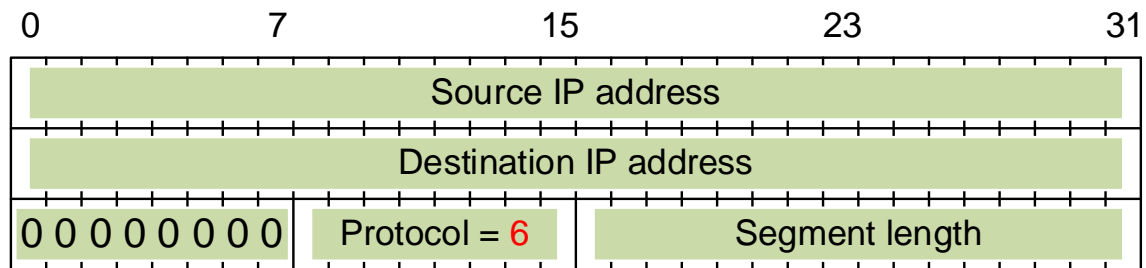 0 7 15 23 31
Source IP address
Destination IP address
0 0 0 0 0 0 0 0 Protocol = 6 Segment length